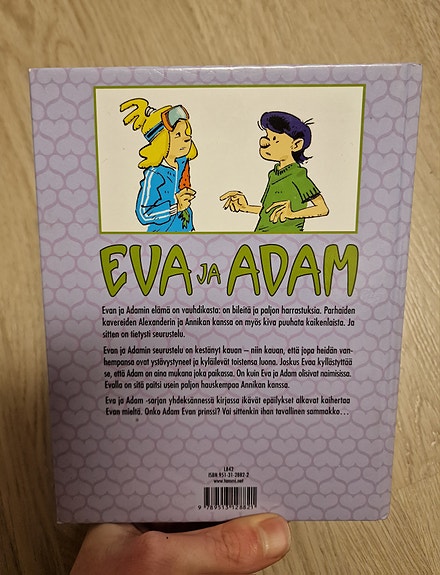 EVA JA ADAM
Evan ja Adamin elämä on vauhdikasta: on bileitä ja paljon harrastuksia. Parhaiden
kavereiden Alexanderin ja Annikan kanssa on myös kiva puuhata kaikenlaista. Ja
sitten on tietysti seurustelu.
Evan ja Adamin seurustelu on kestänyt kauan – niin kauan, että jopa heidän van-
hempansa ovat ystävystyneet ja kyläilevät toistensa luona. Joskus Evaa kyllästyttää
se, että Adam on aina mukana joka paikassa. On kuin Eva ja Adam olisivat naimisissa.
Evalla on sitä paitsi usein paljon hauskempaa Annikan kanssa.
Eva ja Adam -sarjan yhdeksännessä kirjassa ikävät epäilykset alkavat kaihertaa
Evan mieltä. Onko Adam Evan prinssi? Vai sittenkin ihan tavallinen sammakko…
L842
ISBN 951-31-2882-2
www.tammi.net
9 789513 128821